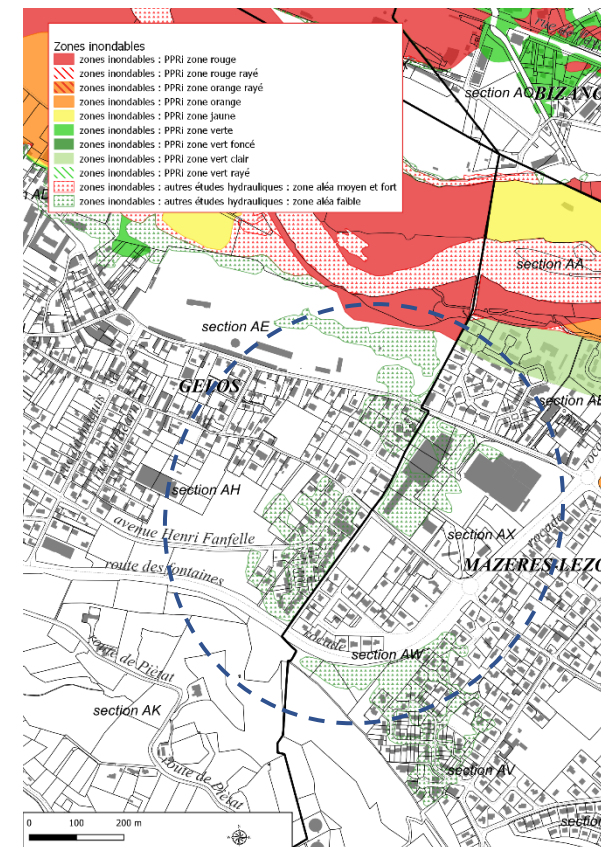 Zones inondables
zones inondables : PPRi zone rouge
zones inondables : PPRi zone rouge rayé
zones inondables : PPRi zone orange rayé
zones inondables : PPRi zone orange
zones inondables : PPRi zone jaune
zones inondables : PPRi zone verte
zones inondables : PPRi zone vert foncé
zones inondables : PPRi zone vert clair
zones inondables : PPRi zone vert rayé
zones inondables : autres études hydrauliques : zone aléa moyen et fort
zones inondables : autres études hydrauliques : zone aléa faible
section AO
BIZANO
section AA
section AE
GELOS
section AE
section AH
avenue Henri Fanfelle
section AX
rocade
rocade
MAZERES-LEZO
route des fontaines
rocade
section AW
route de Piétat
section AK
route de Piétat
section AV
section
0 100 200 m